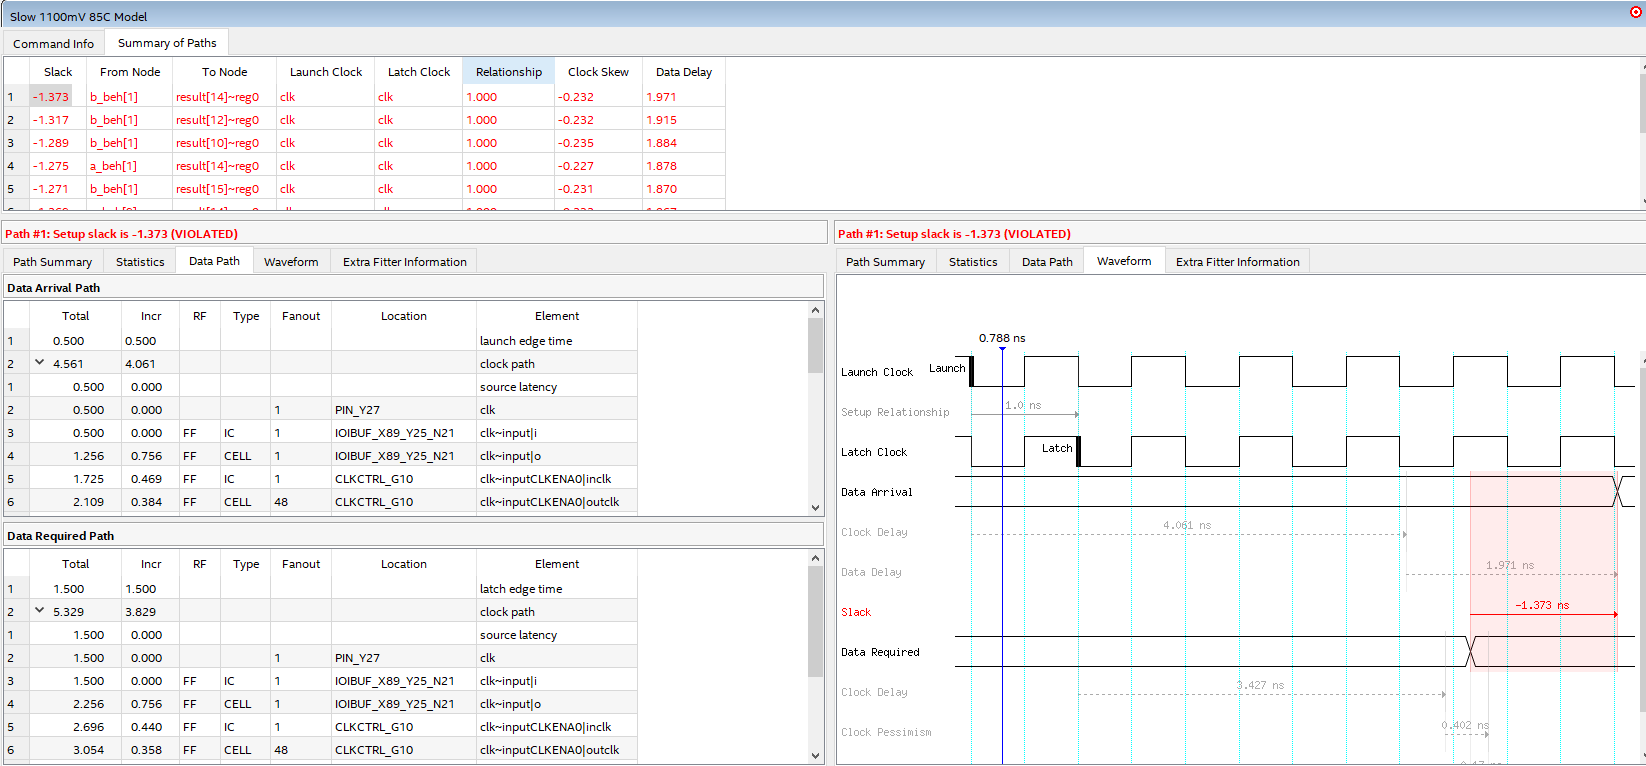 Slow 1100mV 85C Model
Command Info Summary of Paths
Slack From Node To Node Launch Clock Latch Clock Relationship Clock Skew Data Delay
1 -1.373 b_beh[1] result[14]~reg0 clk clk 1.000 -0.232 1.971
2 -1.317 b_beh[1] result[12]~reg0 clk clk 1.000 -0.232 1.915
3 -1.289 b_beh[1] result[10]~reg0 clk clk 1.000 -0.235 1.884
4 -1.275 a_beh[1] result[14]~reg0 clk clk 1.000 -0.227 1.878
5 -1.271 b_beh[1] result[15]~reg0 clk clk 1.000 -0.231 1.870
Path #1: Setup slack is -1.373 (VIOLATED)
Path Summary Statistics Data Path Waveform Extra Fitter Information
Data Arrival Path
Total Incr RF Type Fanout Location Element
1 0.500 0.500 launch edge time
2 4.561 4.061 clock path
1 0.500 0.000 source latency
2 0.500 0.000 1 PIN_Y27 clk
3 0.500 0.000 FF IC 1 IOIBUF_X89_Y25_N21 clk~input|i
4 1.256 0.756 FF CELL 1 IOIBUF_X89_Y25_N21 clk~input|o
5 1.725 0.469 FF IC 1 CLKCTRL_G10 clk~inputCLKENA0|inclk
6 2.109 0.384 FF CELL 48 CLKCTRL_G10 clk~inputCLKENA0|outclk
Data Required Path
Total Incr RF Type Fanout Location Element
1 1.500 1.500 latch edge time
2 5.329 3.829 clock path
1 1.500 0.000 source latency
2 1.500 0.000 1 PIN_Y27 clk
3 1.500 0.000 FF IC 1 IOIBUF_X89_Y25_N21 clk~input|i
4 2.256 0.756 FF CELL 1 IOIBUF_X89_Y25_N21 clk~input|o
5 2.696 0.440 FF IC 1 CLKCTRL_G10 clk~inputCLKENA0|inclk
6 3.054 0.358 FF CELL 48 CLKCTRL_G10 clk~inputCLKENA0|outclk
Path #1: Setup slack is -1.373 (VIOLATED)
Path Summary Statistics Data Path Waveform Extra Fitter Information
0.788 ns
Launch Clock Launch
Setup Relationship 1.0 ns
Latch Clock Latch
Data Arrival
Clock Delay 4.061 ns
Data Delay 1.971 ns
Slack -1.373 ns
Data Required
Clock Delay 3.427 ns
Clock Pessimism 0.402 ns